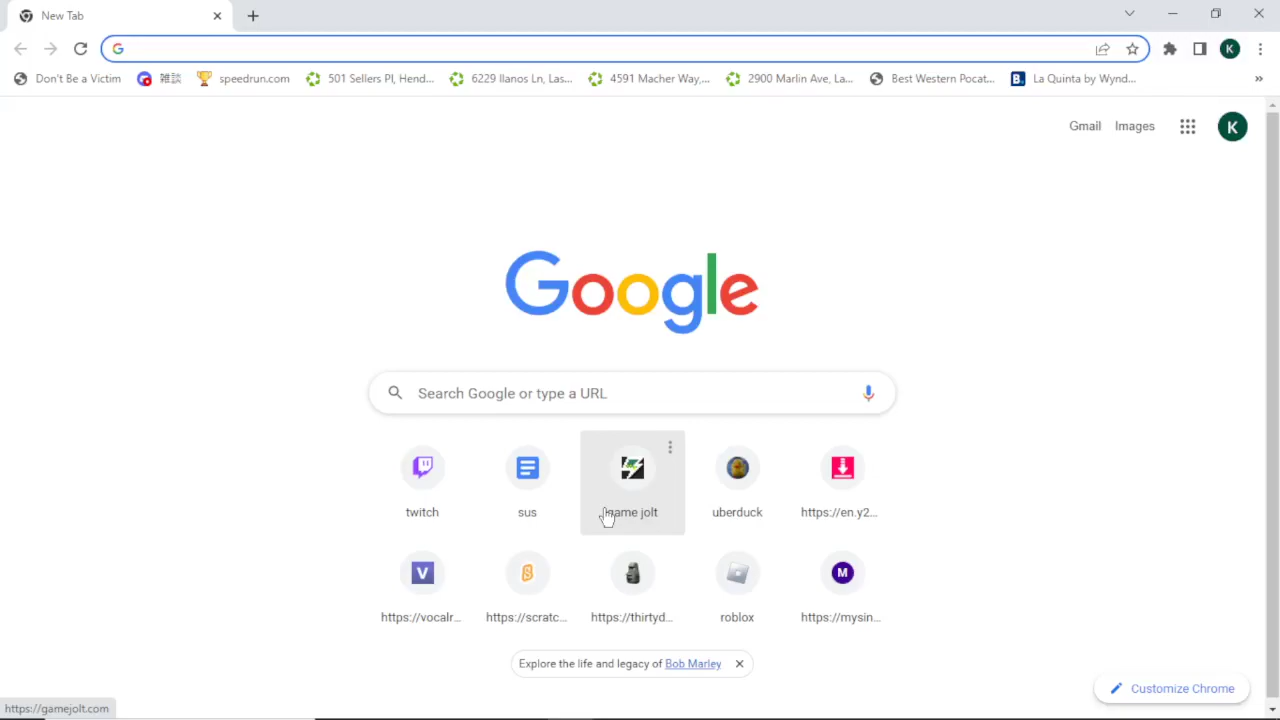 New Tab
Don't Be a Victim 雑談 speedrun.com 501 Sellers Pl, Hend... 6229 llanos Ln, Las... 4591 Macher Way,... 2900 Marlin Ave, La... Best Western Pocat... B. La Quinta by Wynd... »
K
Gmail Images K
Google
Search Google or type a URL
twitch sus game jolt uberduck https://en.y2...
V M
https://vocalr... https://scratc... https://thirtyd... roblox https://mysin...
Explore the life and legacy of Bob Marley
Customize Chrome
https://gamejolt.com